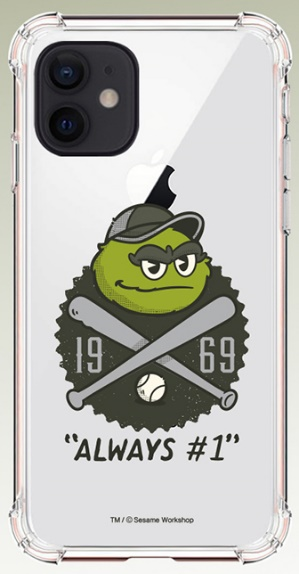 19 69
"ALWAYS #1"
TM / © Sesame Workshop